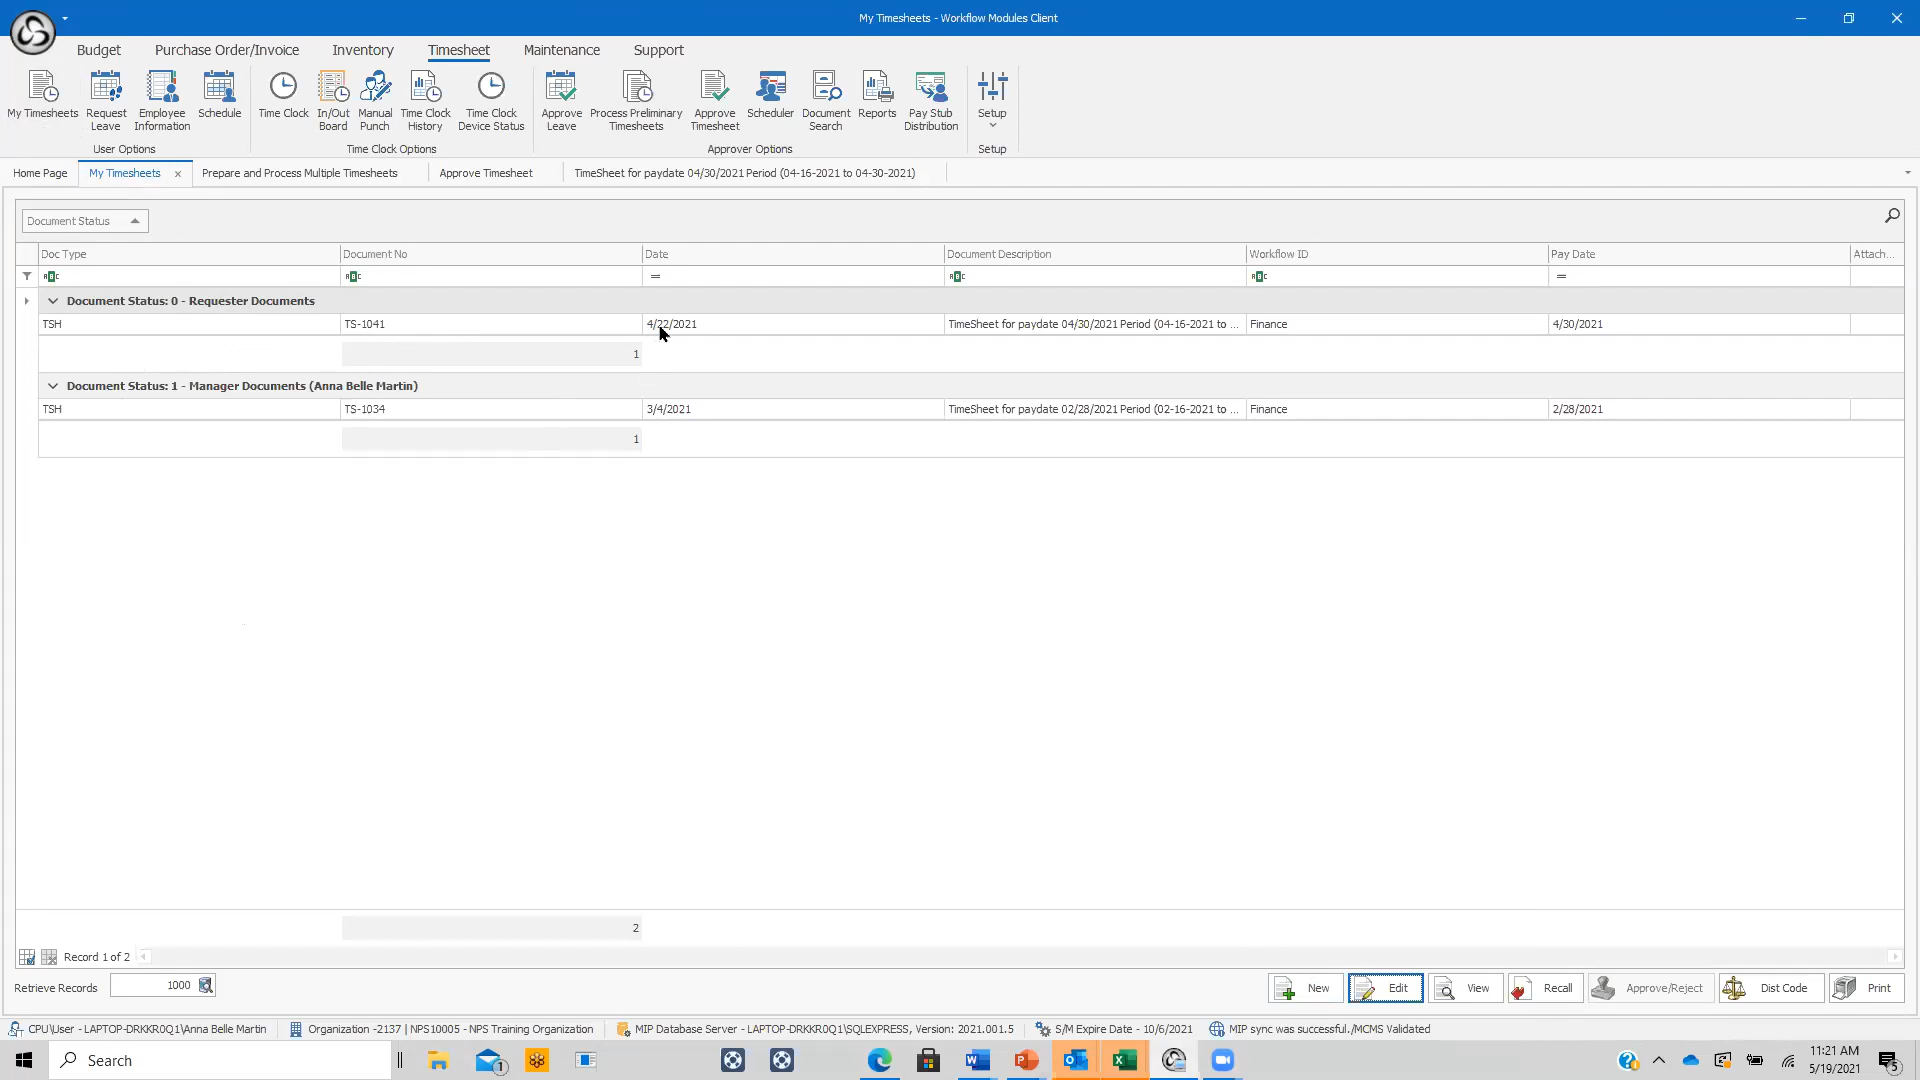 My Timesheets - Workflow Modules Client
Budget Purchase Order/Invoice Inventory Timesheet Maintenance Support
My Timesheets Request Leave Employee Information Schedule Time Clock In/Out Board Manual Punch Time Clock History Time Clock Device Status Approve Leave Process Preliminary Timesheets Approve Timesheet Scheduler Document Search Reports Pay Stub Distribution Setup
User Options Time Clock Options Approver Options Setup
Home Page My Timesheets × Prepare and Process Multiple Timesheets Approve Timesheet TimeSheet for paydate 04/30/2021 Period (04-16-2021 to 04-30-2021)
Document Status
Doc Type Document No Date Document Description Workflow ID Pay Date Attach...
ABC ABC = ABC ABC =
Document Status: 0 - Requester Documents
TSH TS-1041 4/22/2021 TimeSheet for paydate 04/30/2021 Period (04-16-2021 to ... Finance 4/30/2021
1
Document Status: 1 - Manager Documents (Anna Belle Martin)
TSH TS-1034 3/4/2021 TimeSheet for paydate 02/28/2021 Period (02-16-2021 to ... Finance 2/28/2021
1
2
Record 1 of 2
Retrieve Records 1000 New Edit View Recall Approve/Reject Dist Code Print
CPU\User - LAPTOP-DRKKR0Q1\Anna Belle Martin Organization -2137 | NPS10005 - NPS Training Organization MIP Database Server - LAPTOP-DRKKR0Q1\SQLEXPRESS, Version: 2021.001.5 S/M Expire Date - 10/6/2021 MIP sync was successful./MCMS Validated
Search 1 11:21 AM
5/19/2021 5